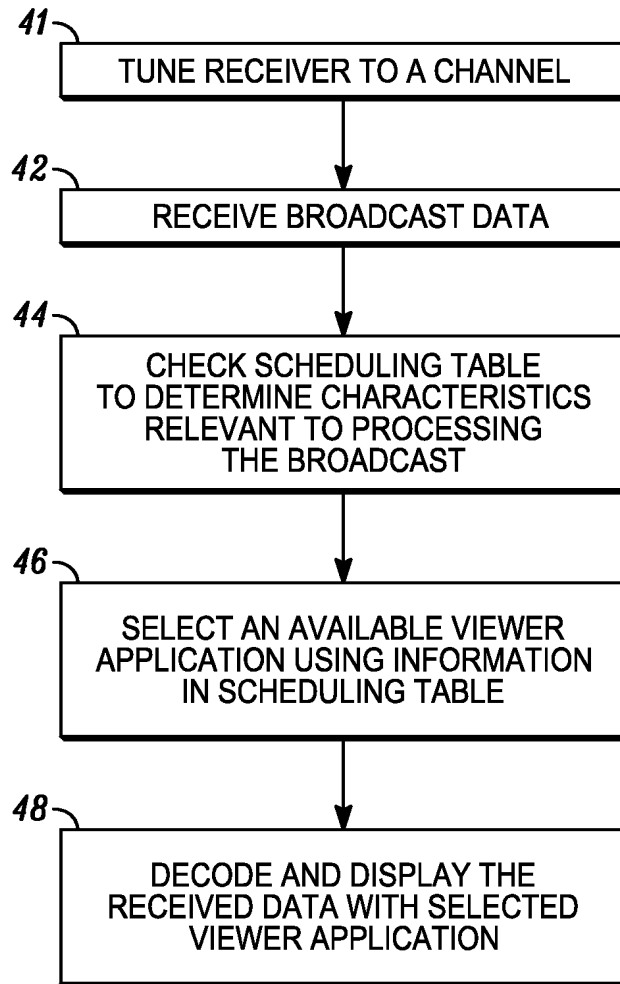 41
TUNE RECEIVER TO A CHANNEL
42
RECEIVE BROADCAST DATA
44
CHECK SCHEDULING TABLE
TO DETERMINE CHARACTERISTICS
RELEVANT TO PROCESSING
THE BROADCAST
46
SELECT AN AVAILABLE VIEWER
APPLICATION USING INFORMATION
IN SCHEDULING TABLE
48
DECODE AND DISPLAY THE
RECEIVED DATA WITH SELECTED
VIEWER APPLICATION